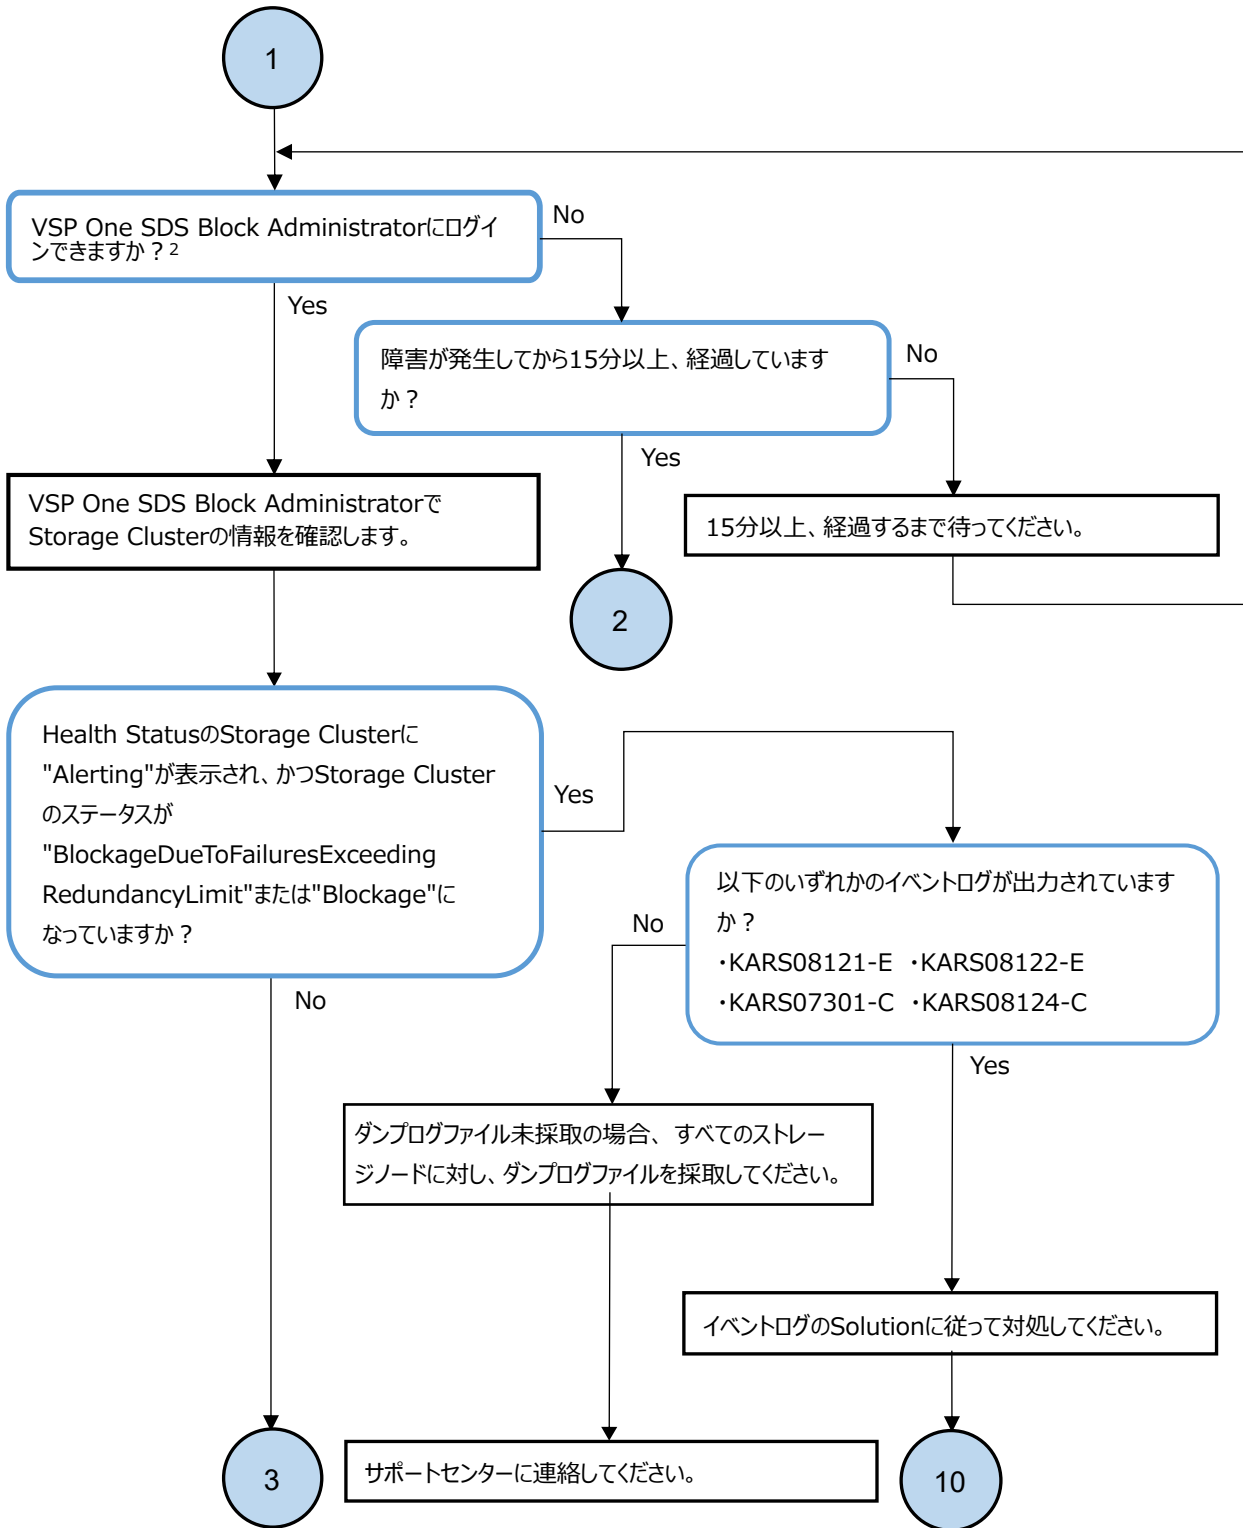 1
VSP One SDS Block Administratorにログイ
ンできますか？2
No
Yes
障害が発生してから15分以上、経過しています
か？
No
Yes
VSP One SDS Block Administratorで
Storage Clusterの情報を確認します。
15分以上、経過するまで待ってください。
2
Health StatusのStorage Clusterに
"Alerting"が表示され、かつStorage Cluster
のステータスが
"BlockageDueToFailuresExceeding
RedundancyLimit"または"Blockage"に
なっていますか？
Yes
No
以下のいずれかのイベントログが出力されています
か？
・KARS08121-E ・KARS08122-E
・KARS07301-C ・KARS08124-C
No
Yes
ダンプログファイル未採取の場合、すべてのストレー
ジノードに対し、ダンプログファイルを採取してください。
イベントログのSolutionに従って対処してください。
3
サポートセンターに連絡してください。
10